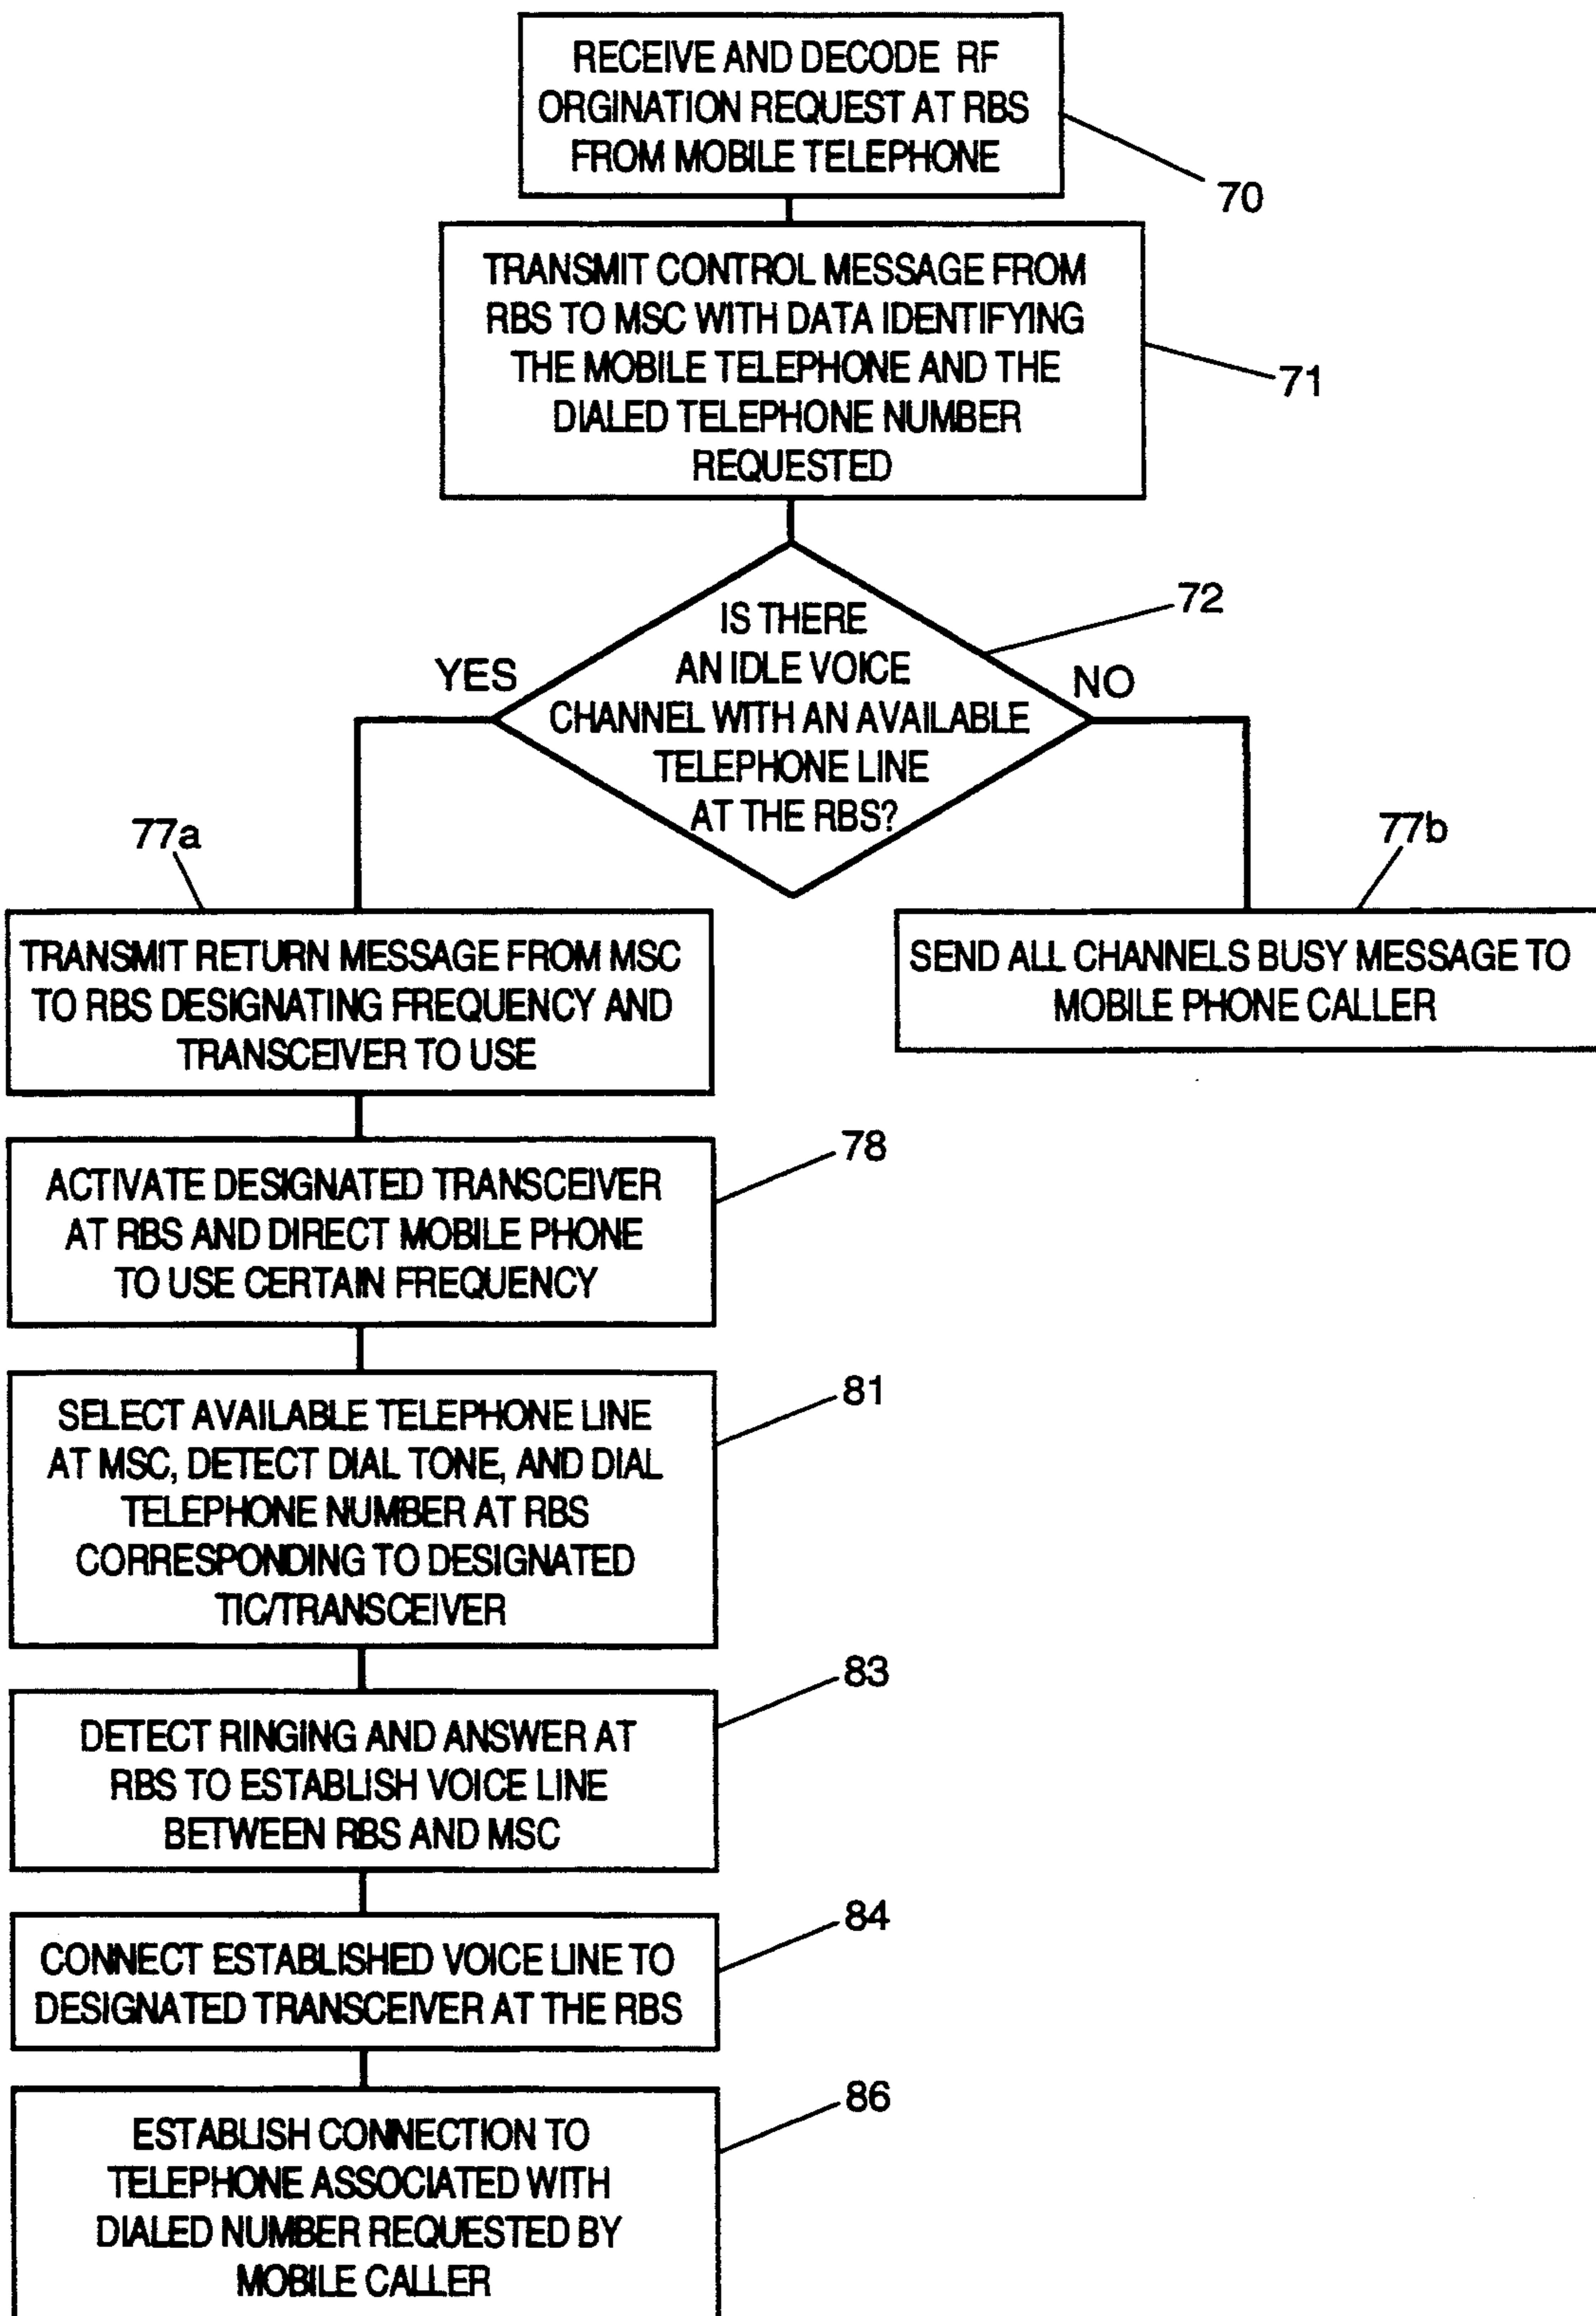 RECEIVE AND DECODE RF
ORGINATION REQUEST AT RBS
FROM MOBILE TELEPHONE
70
TRANSMIT CONTROL MESSAGE FROM
RBS TO MSC WITH DATA IDENTIFYING
THE MOBILE TELEPHONE AND THE
DIALED TELEPHONE NUMBER
REQUESTED
71
IS THERE
AN IDLE VOICE
CHANNEL WITH AN AVAILABLE
TELEPHONE LINE
AT THE RBS?
72
YES
NO
77a
TRANSMIT RETURN MESSAGE FROM MSC
TO RBS DESIGNATING FREQUENCY AND
TRANSCEIVER TO USE
77b
SEND ALL CHANNELS BUSY MESSAGE TO
MOBILE PHONE CALLER
ACTIVATE DESIGNATED TRANSCEIVER
AT RBS AND DIRECT MOBILE PHONE
TO USE CERTAIN FREQUENCY
78
SELECT AVAILABLE TELEPHONE LINE
AT MSC, DETECT DIAL TONE, AND DIAL
TELEPHONE NUMBER AT RBS
CORRESPONDING TO DESIGNATED
TIC/TRANSCEIVER
81
DETECT RINGING AND ANSWER AT
RBS TO ESTABLISH VOICE LINE
BETWEEN RBS AND MSC
83
CONNECT ESTABLISHED VOICE LINE TO
DESIGNATED TRANSCEIVER AT THE RBS
84
ESTABLISH CONNECTION TO
TELEPHONE ASSOCIATED WITH
DIALED NUMBER REQUESTED BY
MOBILE CALLER
86